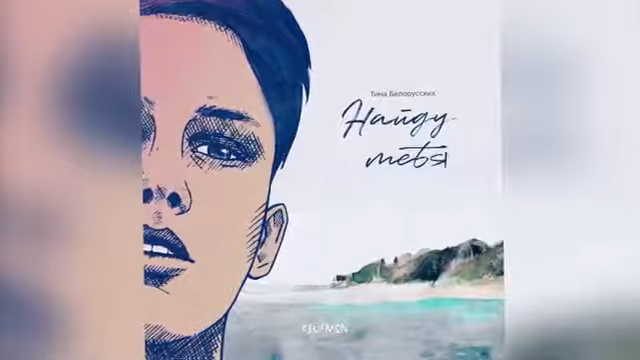 Тима Белорусских
Найду
тебя